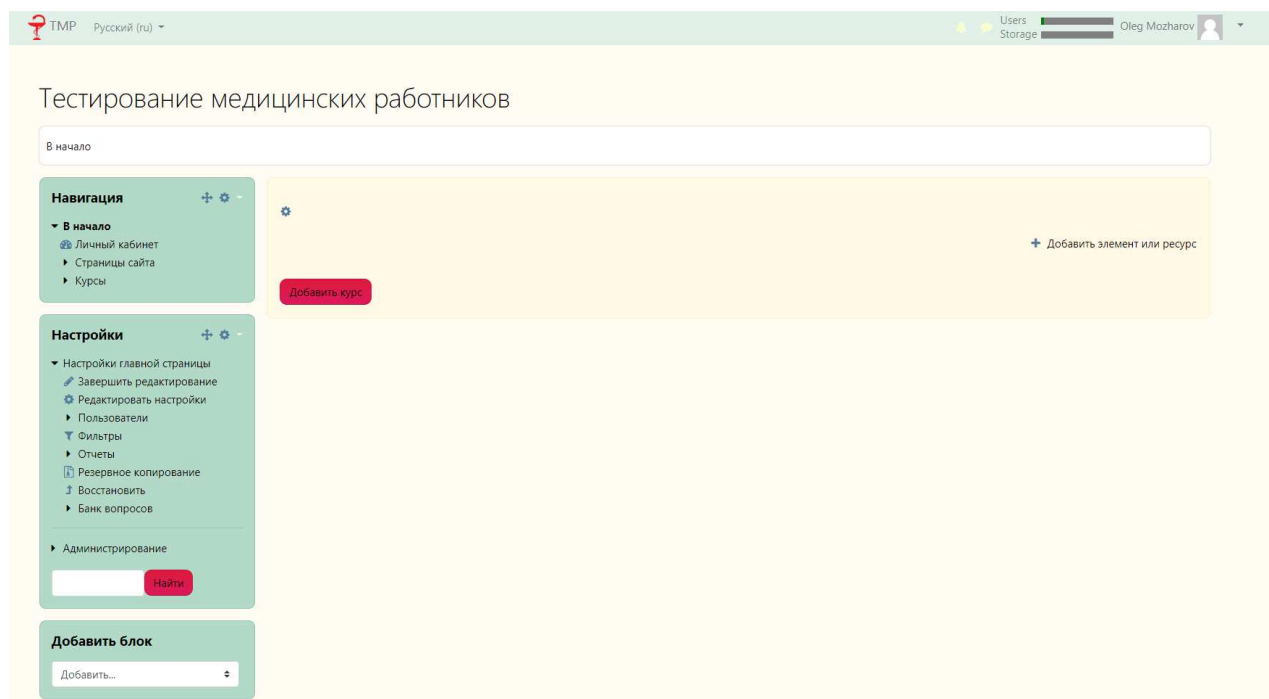 ТМР Русский (ru)
Users
Storage
Oleg Mozharov
Тестирование медицинских работников
В начало
Навигация
В начало
Личный кабинет
Страницы сайта
Курсы
Добавить элемент или ресурс
Добавить курс
Настройки
Настройки главной страницы
Завершить редактирование
Редактировать настройки
Пользователи
Фильтры
Отчеты
Резервное копирование
Восстановить
Банк вопросов
Администрирование
Найти
Добавить блок
Добавить...